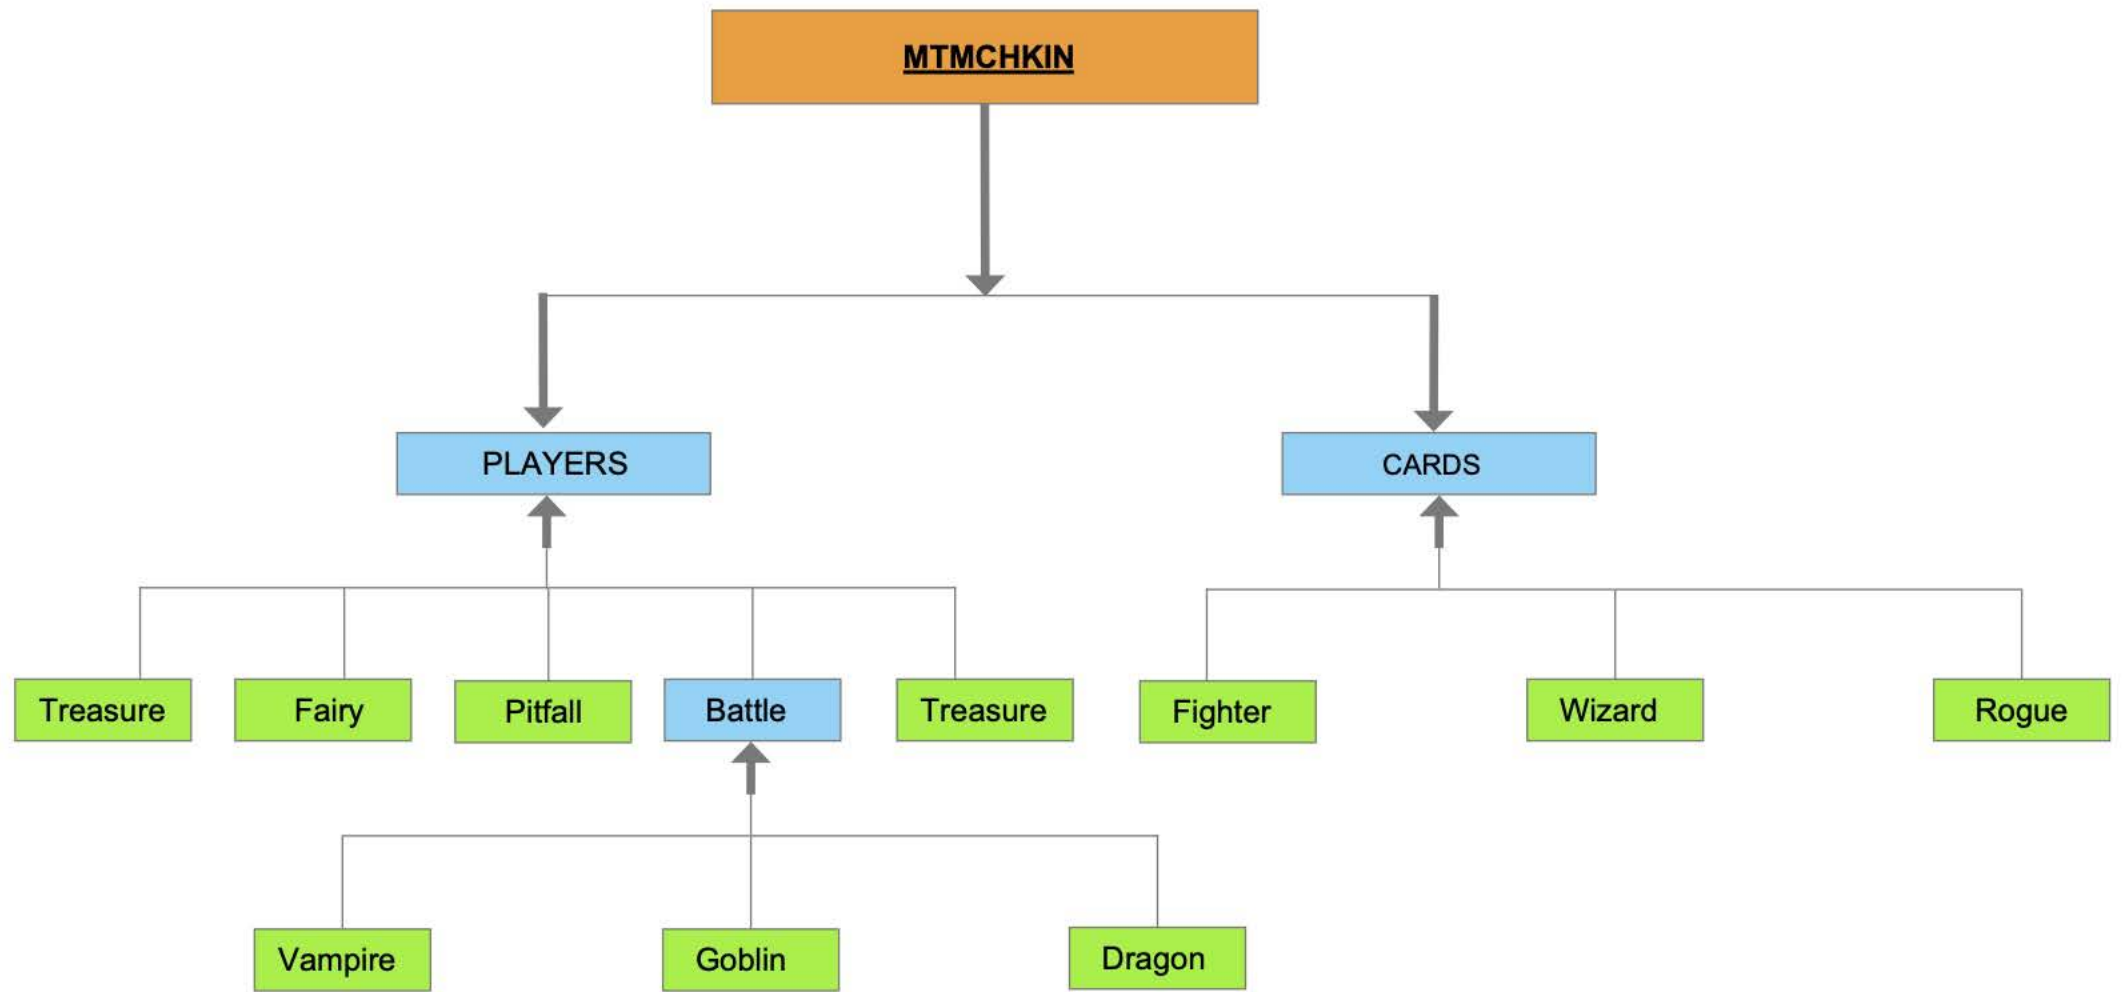 MTMCHKIN
PLAYERS
CARDS
Treasure
Fairy
Pitfall
Battle
Treasure
Fighter
Wizard
Rogue
Vampire
Goblin
Dragon